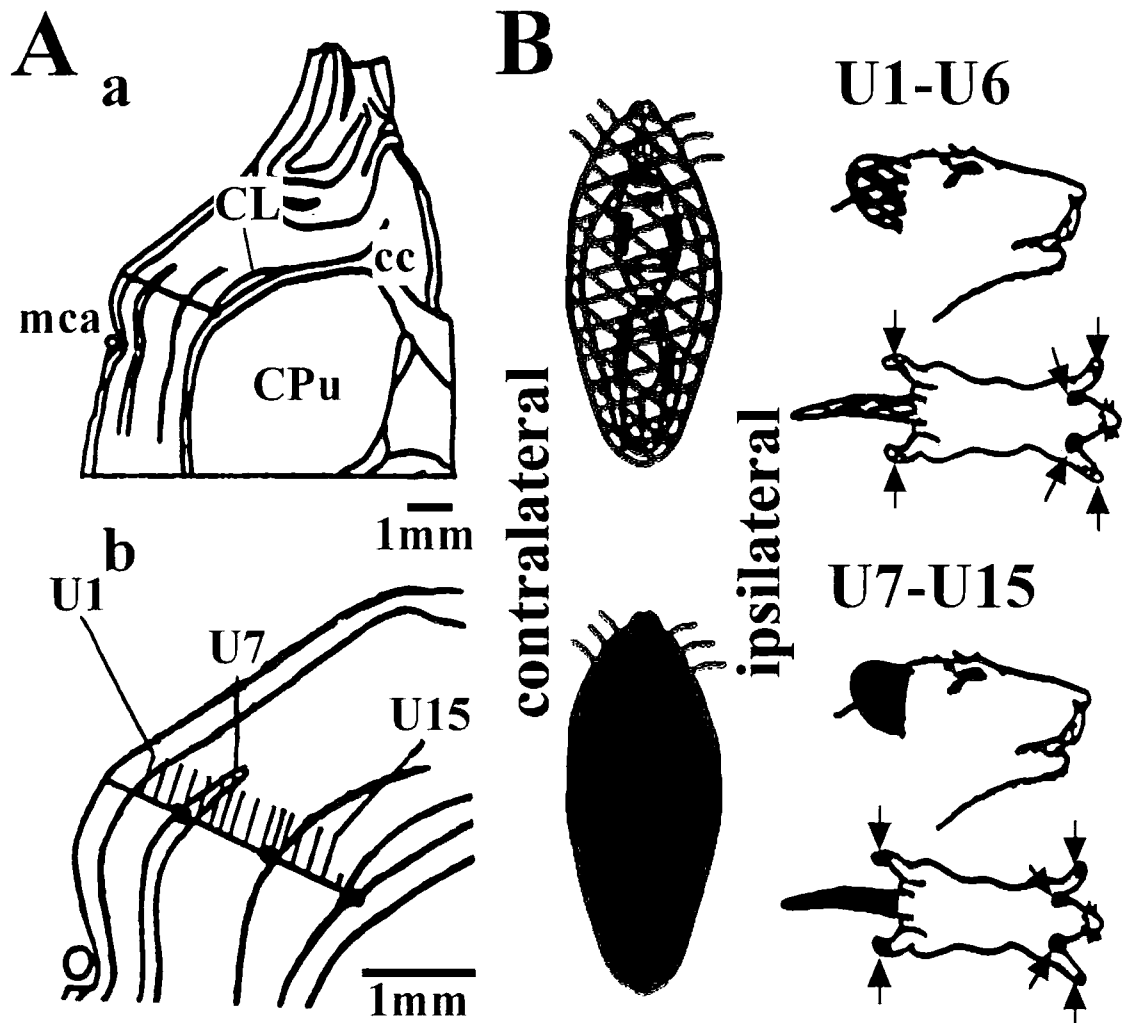 A
a
CL
cc
mca
CPu
1mm
b
U1
U7
U15
1mm
B
contralateral
ipsilateral
U1-U6
U7-U15